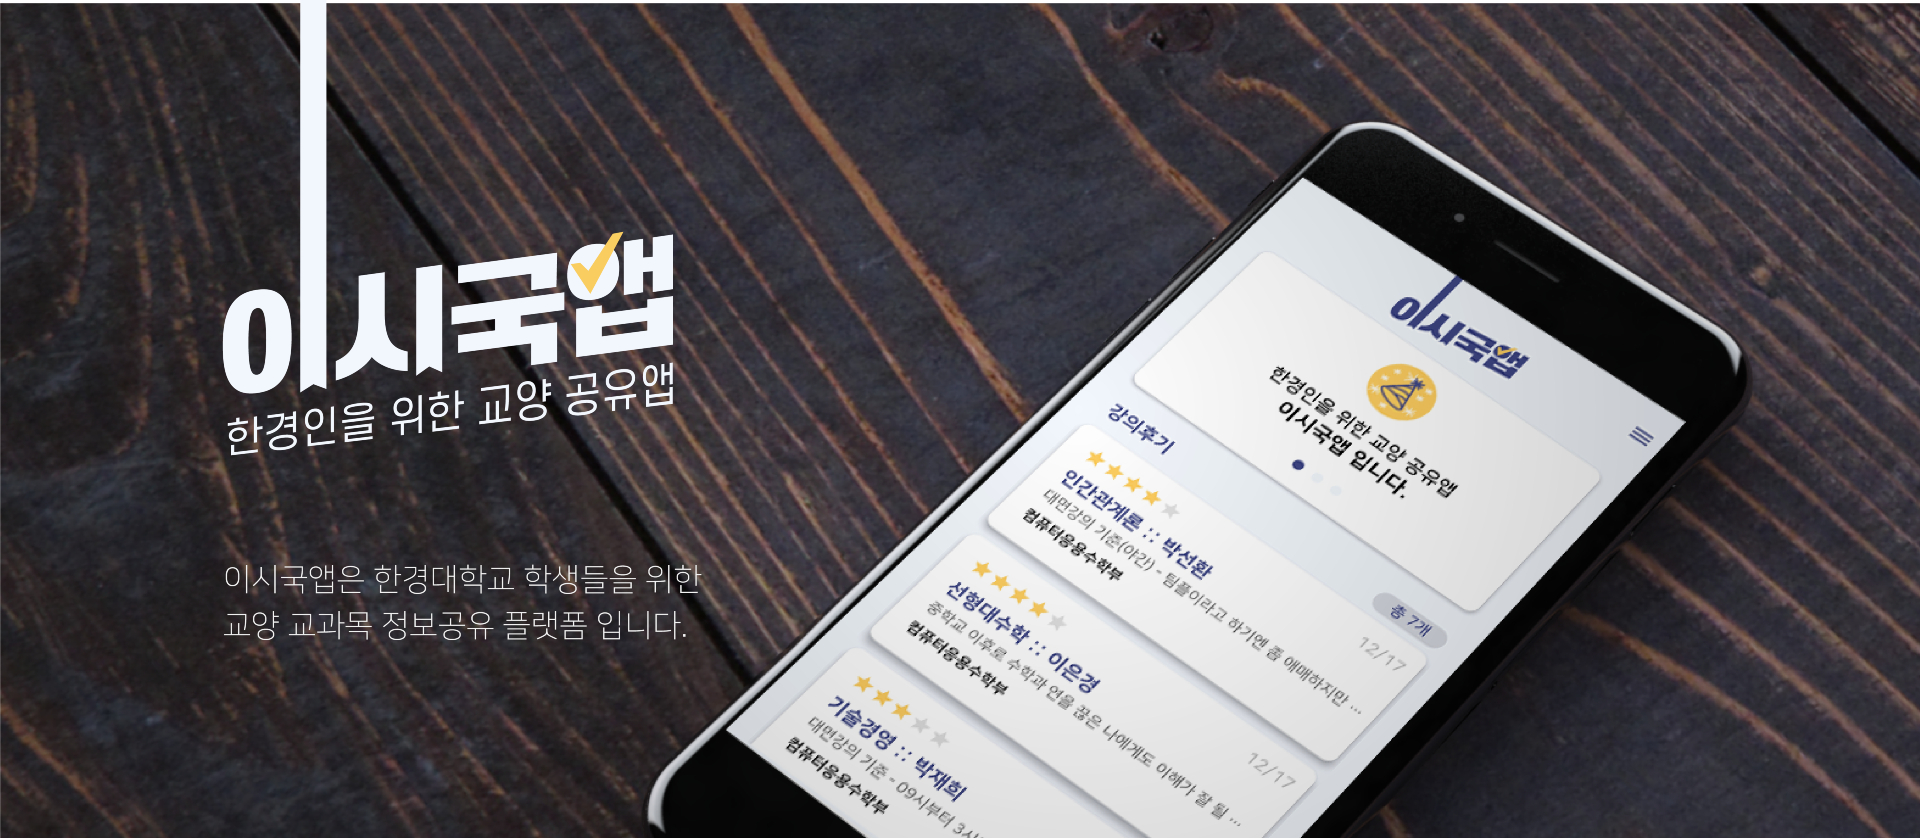 이시국앱
한경인을 위한 교양 공유앱
이시국앱은 한경대학교 학생들을 위한
교양 교과목 정보공유 플랫폼 입니다.
이시국앱
한경인을 위한 교양 공유앱
이시국앱 입니다.
강의후기
총 7개
인간관계론 :: 박선환
12/17
대면강의 기준(야간) - 팀플이라고 하기엔 좀 애매하지만 ...
컴퓨터응용수학부
선형대수학 :: 이은경
12/17
중학교 이후로 수학과 연을 끊은 나에게도 이해가 잘 될 ...
컴퓨터응용수학부
기술경영 :: 박재희
대면강의 기준 - 09시부터 3시
컴퓨터응용수학부